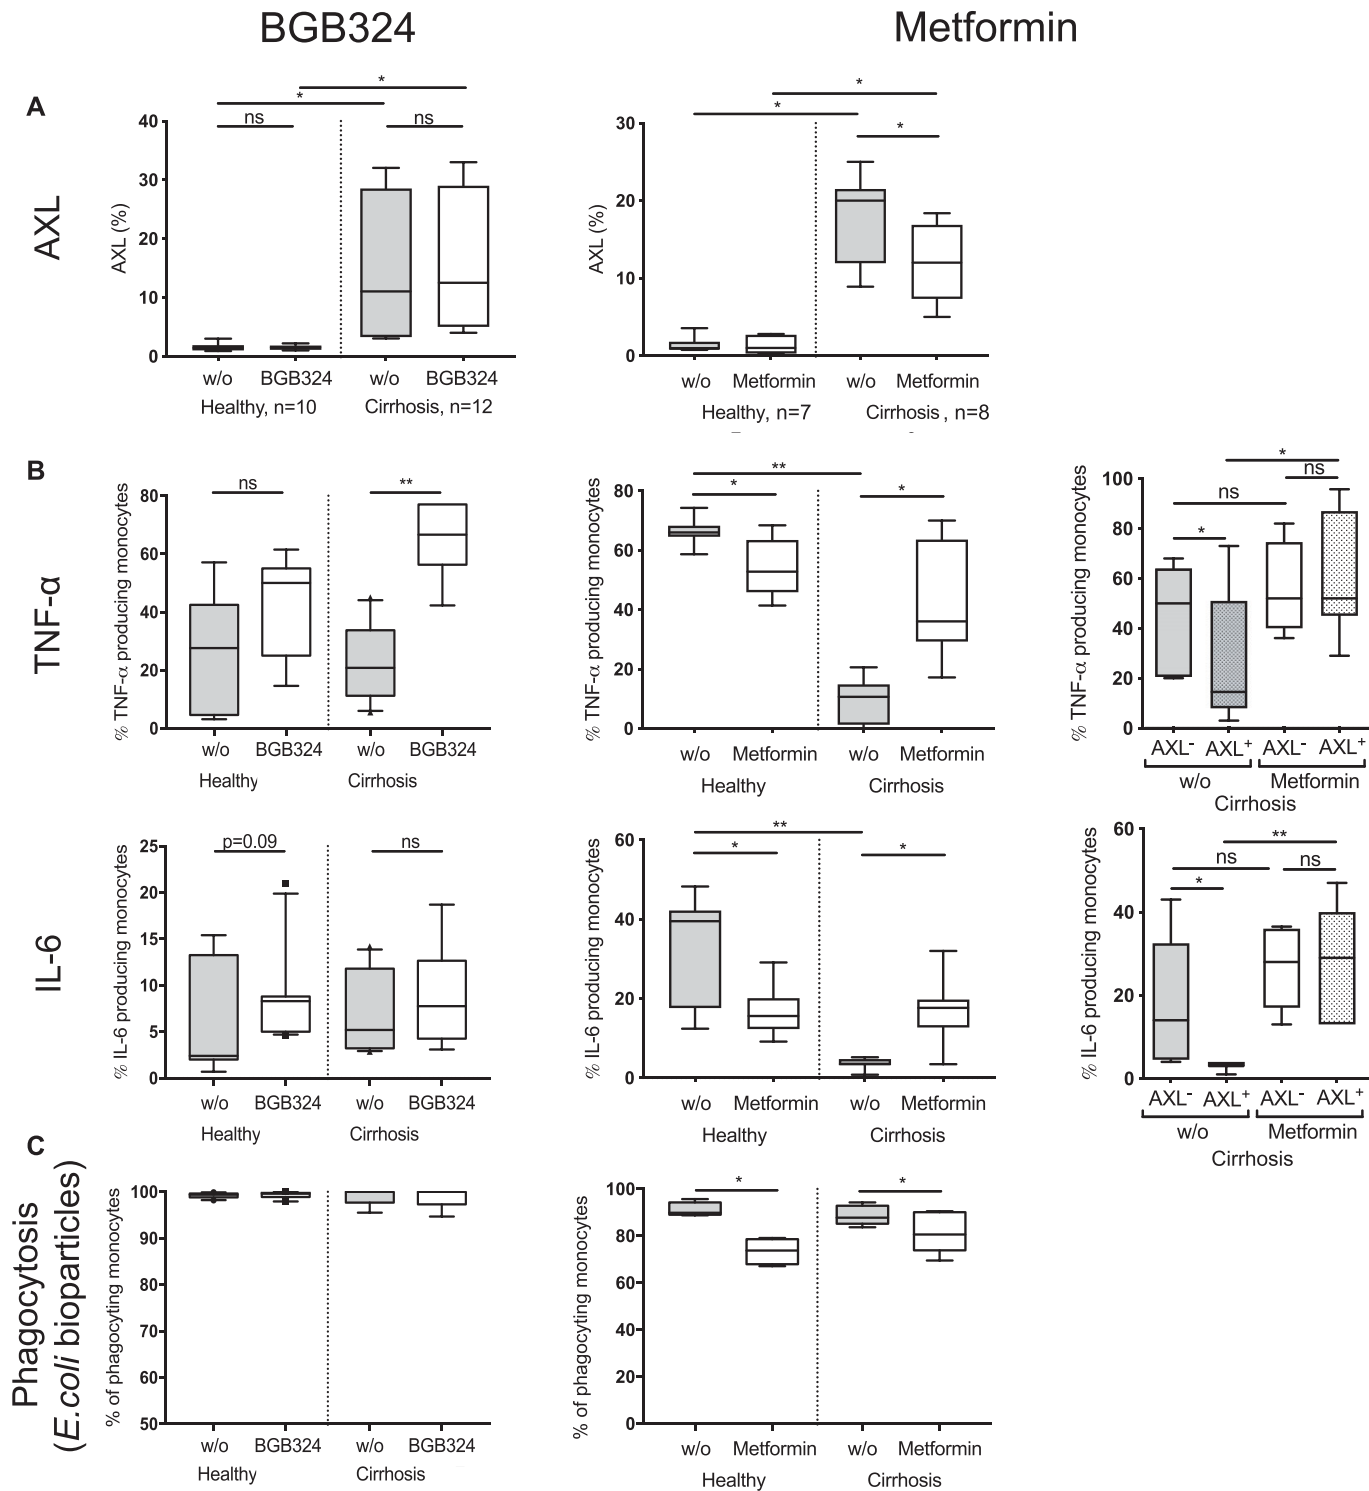 BGB324
Metformin
A
AXL
AXL (%)
40
30
20
10
0
ns
*
*
ns
w/o
BGB324
w/o
BGB324
Healthy, n=10
Cirrhosis, n=12
AXL (%)
30
20
10
0
*
*
*
w/o
Metformin
w/o
Metformin
Healthy, n=7
Cirrhosis, n=8
B
TNF-α
% TNF-α producing monocytes
80
60
40
20
0
ns
**
w/o
BGB324
w/o
BGB324
Healthy
Cirrhosis
% TNF-α producing monocytes
80
60
40
20
0
**
*
*
w/o
Metformin
w/o
Metformin
Healthy
Cirrhosis
% TNF-α producing monocytes
100
80
60
40
20
0
*
ns
ns
*
AXL-
AXL+
AXL-
AXL+
w/o
Metformin
Cirrhosis
IL-6
% IL-6 producing monocytes
25
20
15
10
5
0
p=0.09
ns
w/o
BGB324
w/o
BGB324
Healthy
Cirrhosis
% IL-6 producing monocytes
60
40
20
0
**
*
*
w/o
Metformin
w/o
Metformin
Healthy
Cirrhosis
% IL-6 producing monocytes
60
40
20
0
**
ns
ns
*
AXL-
AXL+
AXL-
AXL+
w/o
Metformin
Cirrhosis
C
Phagocytosis
(E.coli bioparticles)
% of phagocyting monocytes
100
90
80
70
60
50
w/o
BGB324
w/o
BGB324
Healthy
Cirrhosis
% of phagocyting monocytes
100
80
60
40
20
0
*
*
w/o
Metformin
w/o
Metformin
Healthy
Cirrhosis